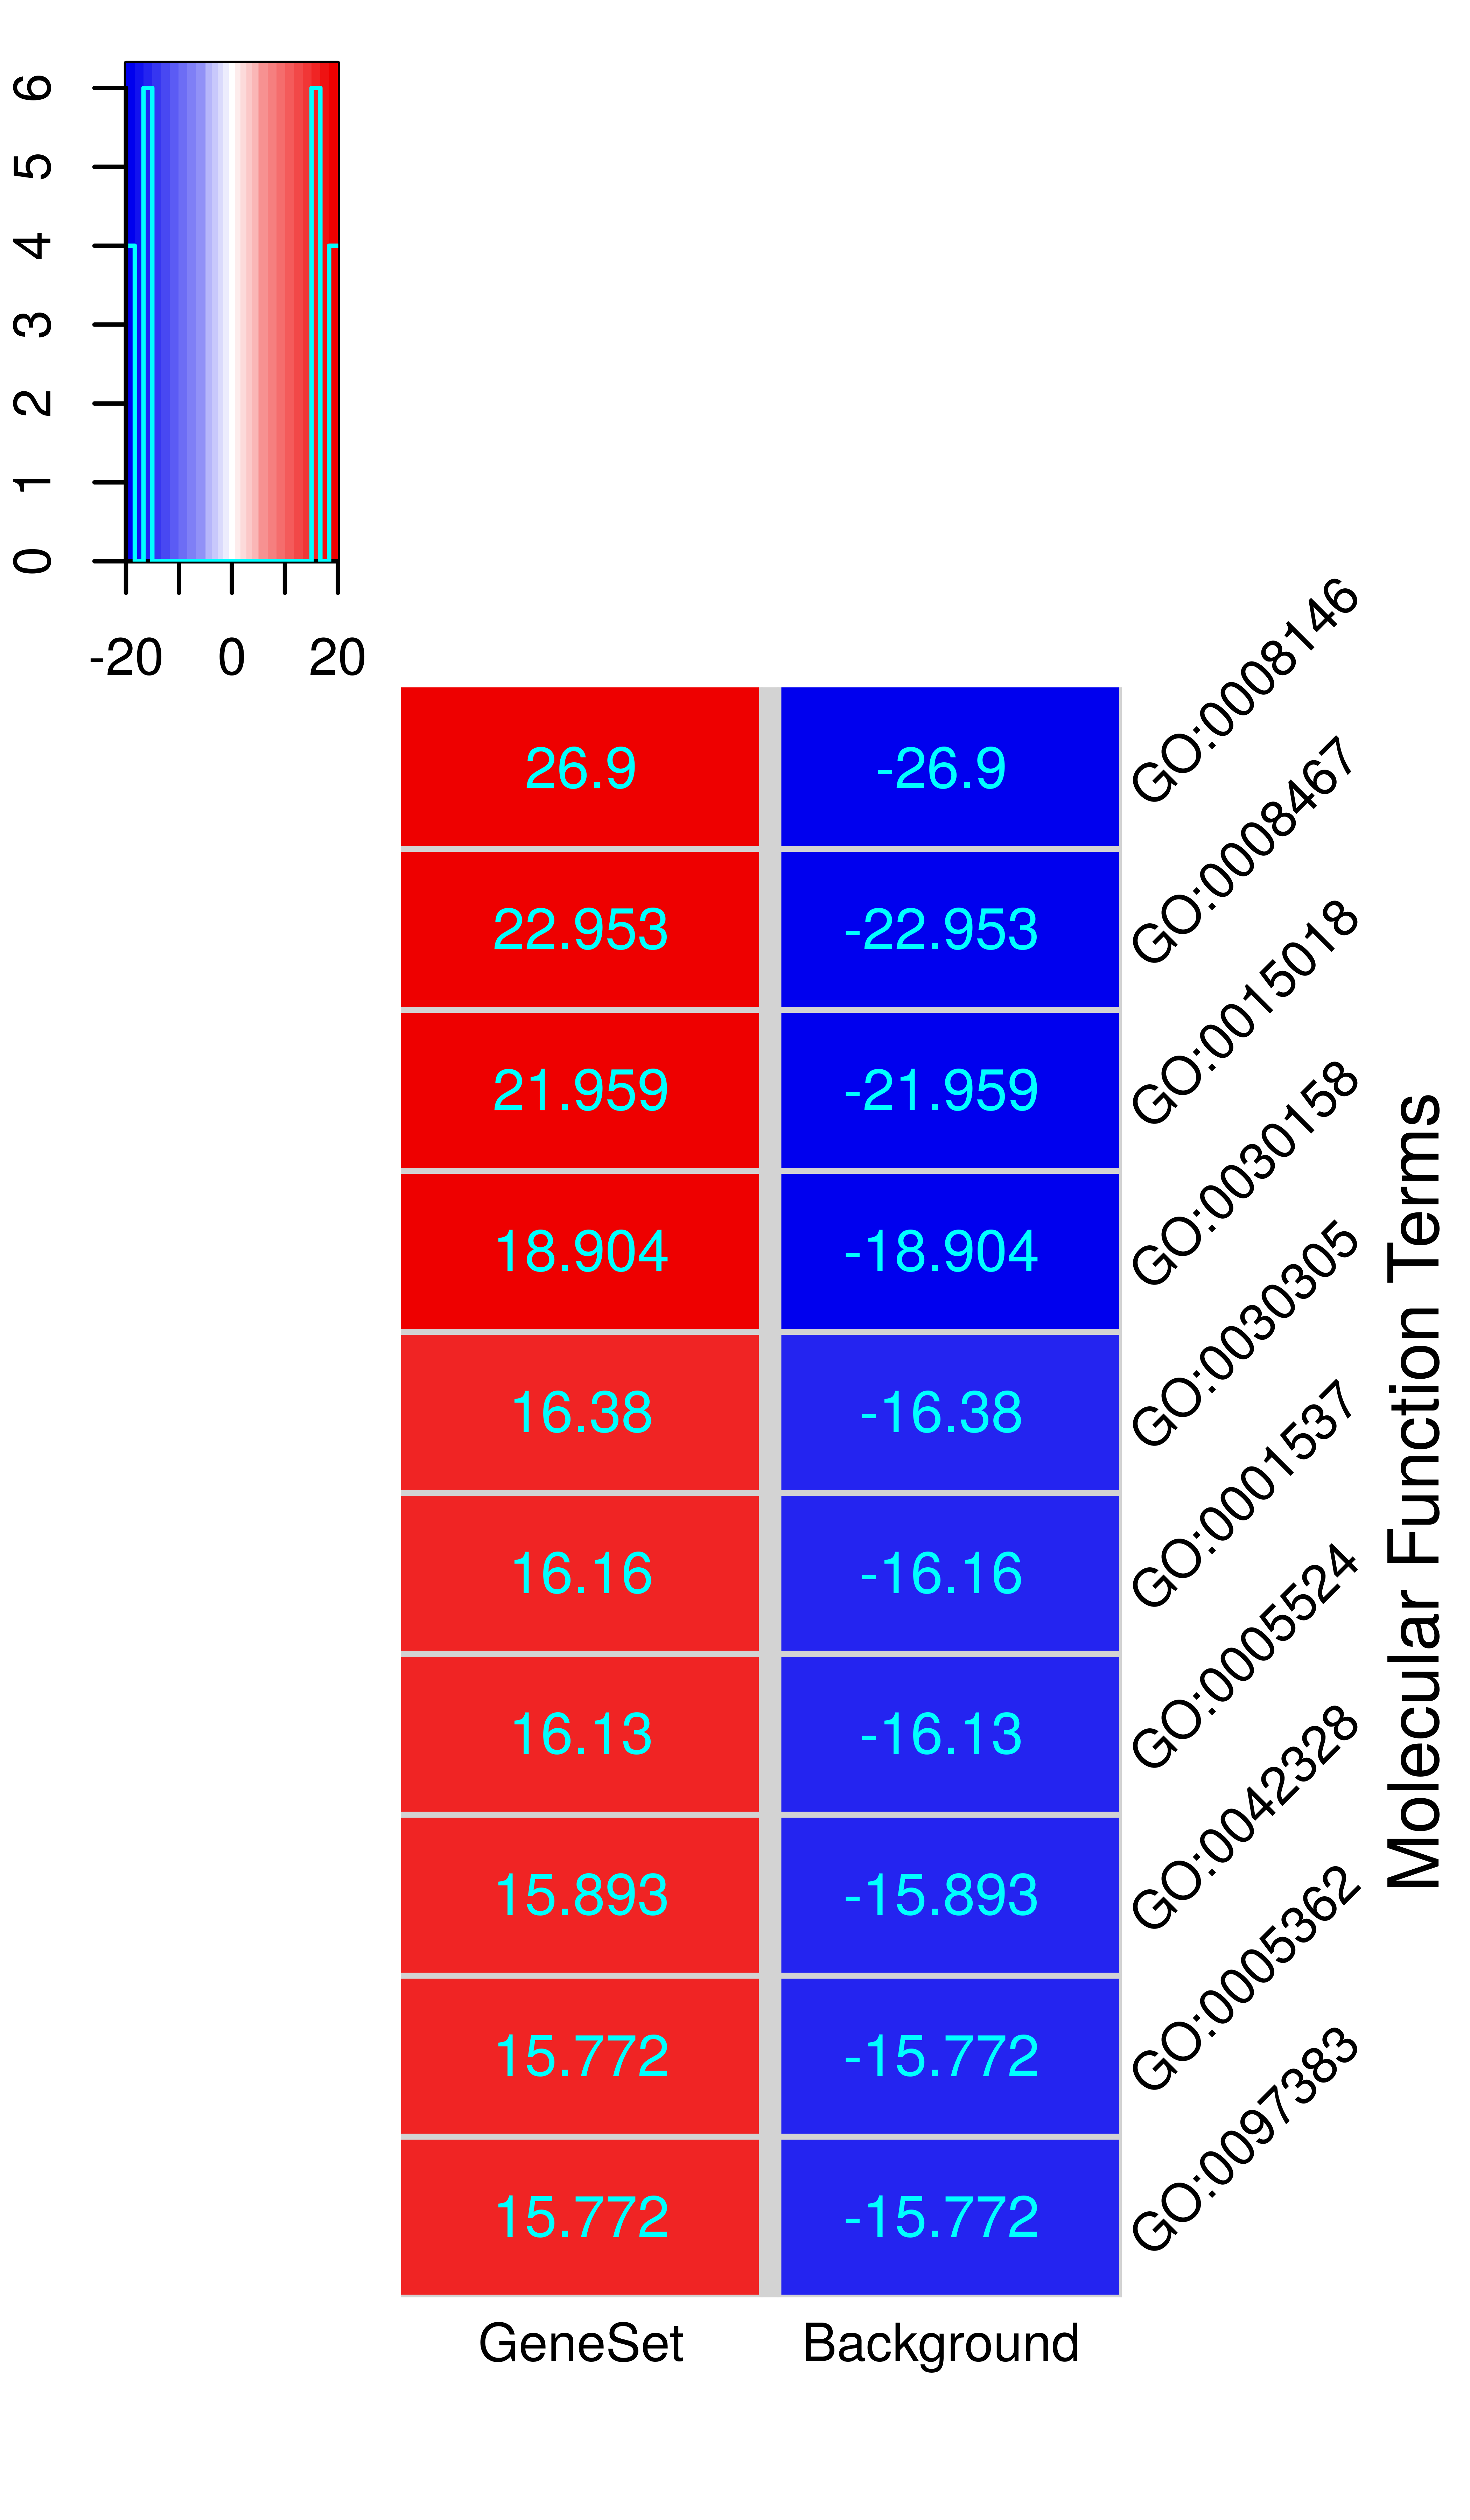 6
5
4
3
2
1
0
-20 0 20
26.9 -26.9 GO:0008146
22.953 -22.953 GO:0008467
21.959 -21.959 GO:0015018
18.904 -18.904 GO:0030158
16.38 -16.38 GO:0030305
16.16 -16.16 GO:0001537
16.13 -16.13 GO:0005524
15.893 -15.893 GO:0042328
15.772 -15.772 GO:0005362
15.772 -15.772 GO:0097383
GeneSet Background
Molecular Function Terms